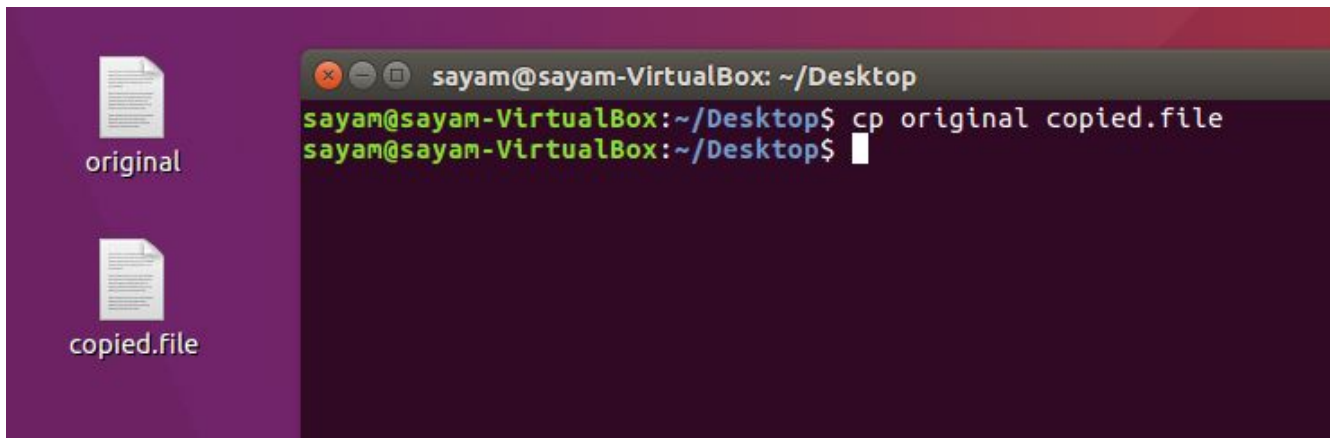 original
copied.file
sayam@sayam-VirtualBox: ~/Desktop
sayam@sayam-VirtualBox:~/Desktop$ cp original copied.file
sayam@sayam-VirtualBox:~/Desktop$